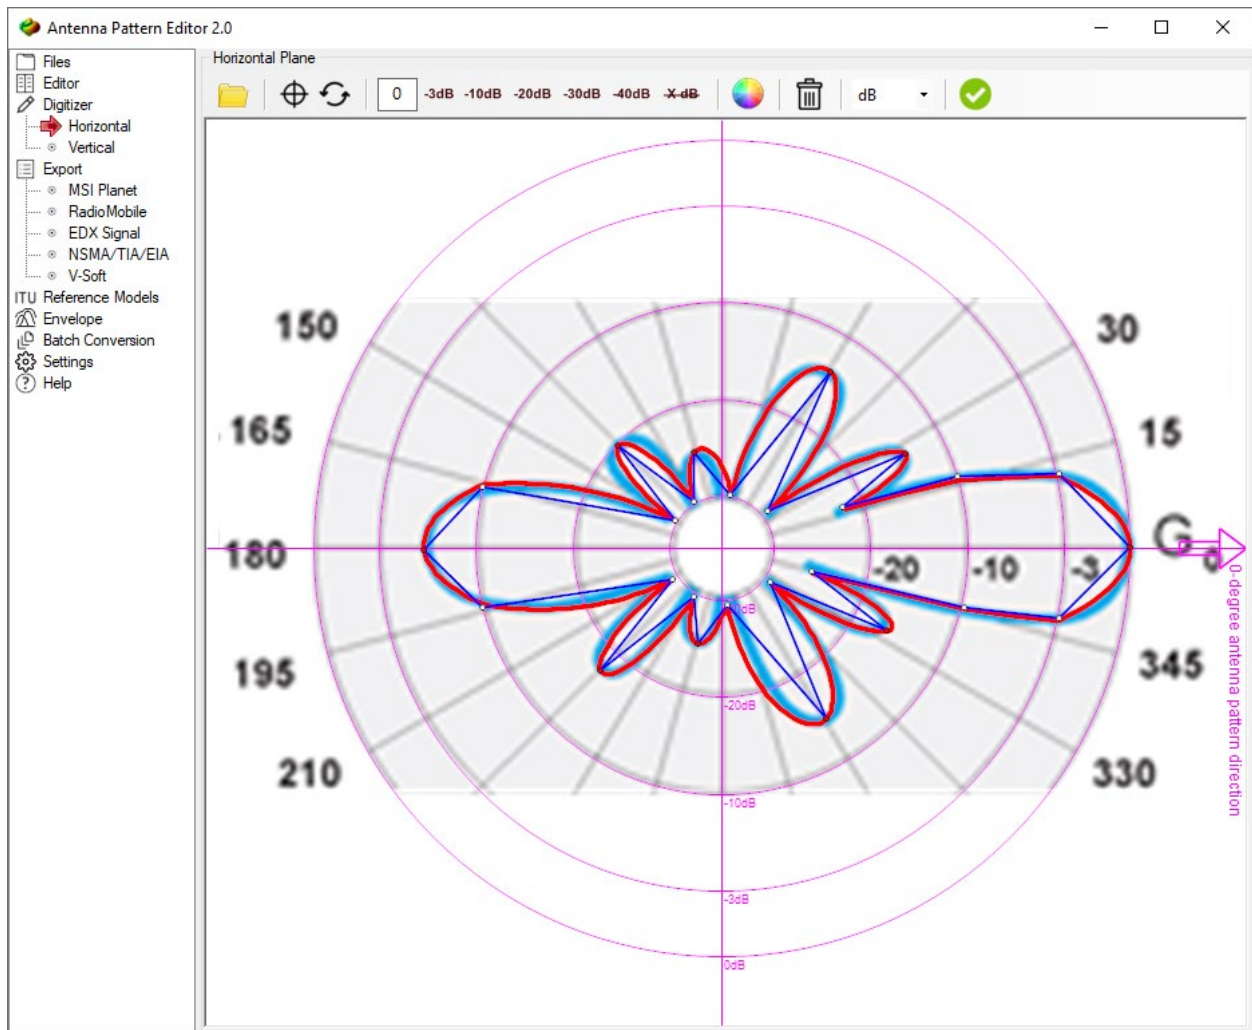 Antenna Pattern Editor 2.0
Files
Editor
Digitizer
Horizontal
Vertical
Export
MSI Planet
RadioMobile
EDX Signal
NSMA/TIA/EIA
V-Soft
ITU Reference Models
Envelope
Batch Conversion
Settings
Help
Horizontal Plane
0 -3dB -10dB -20dB -30dB -40dB X dB dB
150 30
165 15
180 -20 -10 -3 G 0
195 345
210 330
-20dB
-10dB
-3dB
0dB
0-degree antenna pattern direction